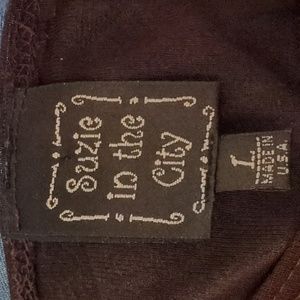 Suzie
in the
City
L
MADE IN
U.S.A.